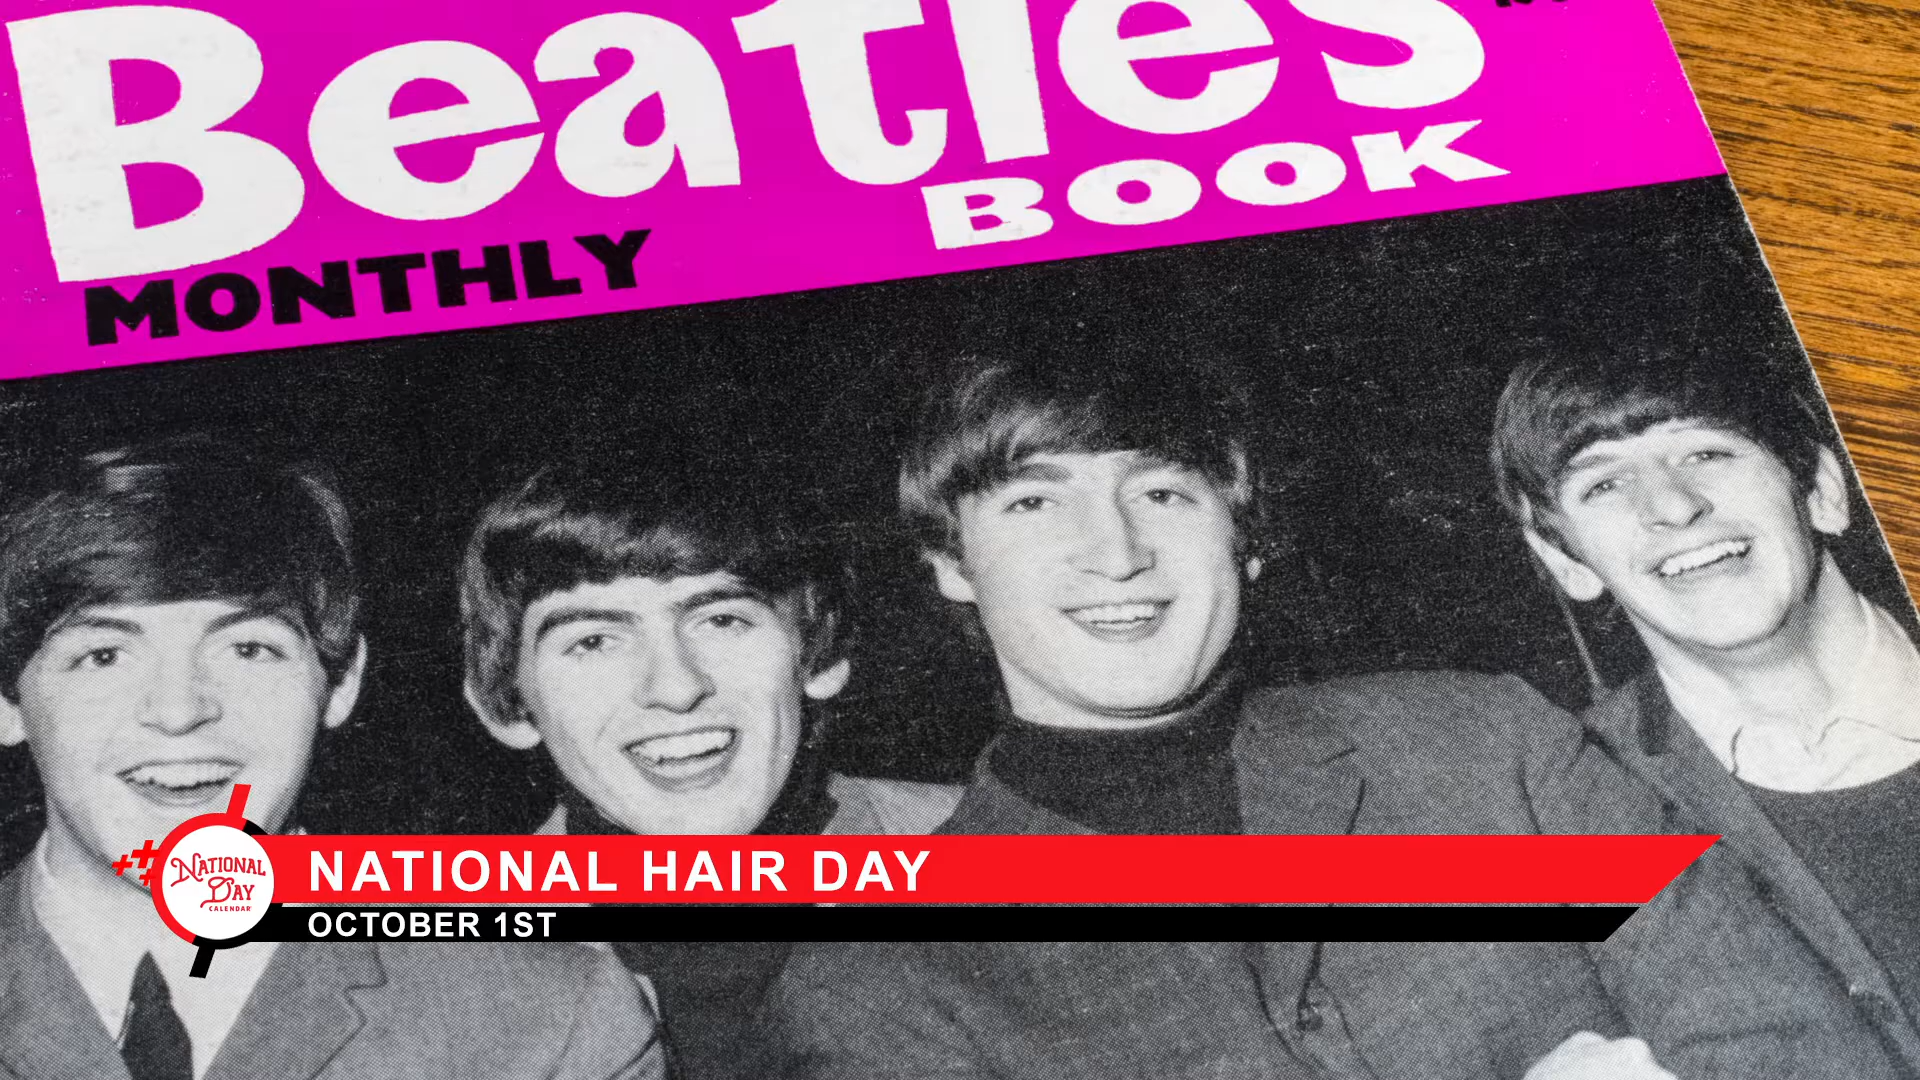 Beatles
BOOK
MONTHLY
NATIONAL
DAY
CALENDAR
NATIONAL HAIR DAY
OCTOBER 1ST